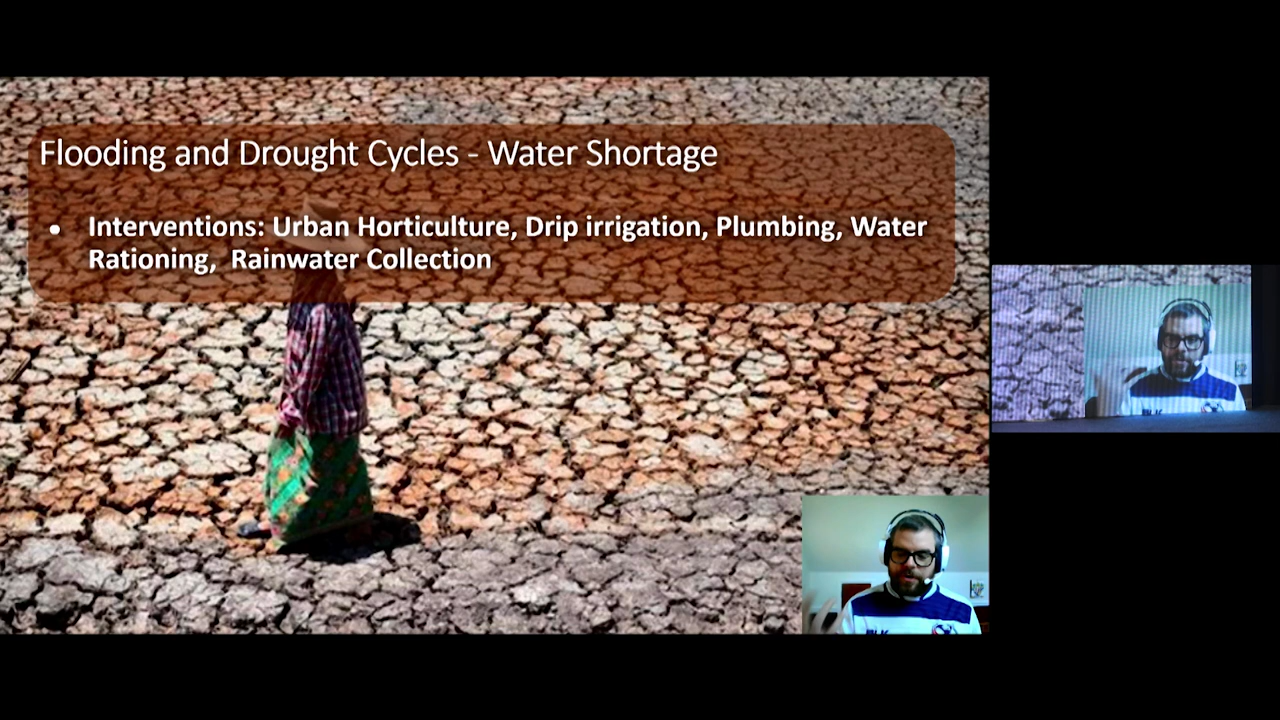 Flooding and Drought Cycles - Water Shortage
• Interventions: Urban Horticulture, Drip irrigation, Plumbing, Water
Rationing, Rainwater Collection